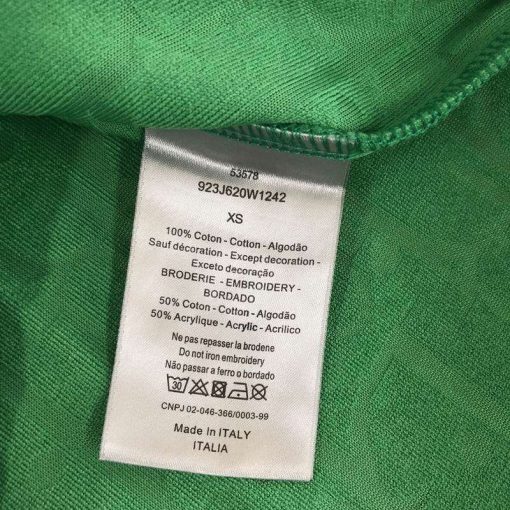 53578
923J620W1242
XS
100% Coton - Cotton - Algodão
Sauf décoration - Except decoration -
Exceto decoração
BRODERIE - EMBROIDERY -
BORDADO
50% Coton - Cotton - Algodão
50% Acrylique - Acrylic - Acrilico
Ne pas repasser la brodene
Do not iron embroidery
Não passar a ferro o bordado
30
CNPJ 02-046-366/0003-99
Made in ITALY
ITALIA